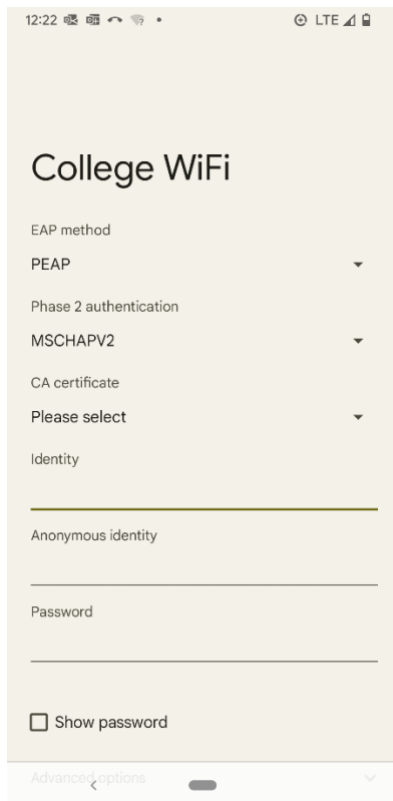 12:22 LTE
College WiFi
EAP method
PEAP
Phase 2 authentication
MSCHAPV2
CA certificate
Please select
Identity
Anonymous identity
Password
Show password
Advanced options